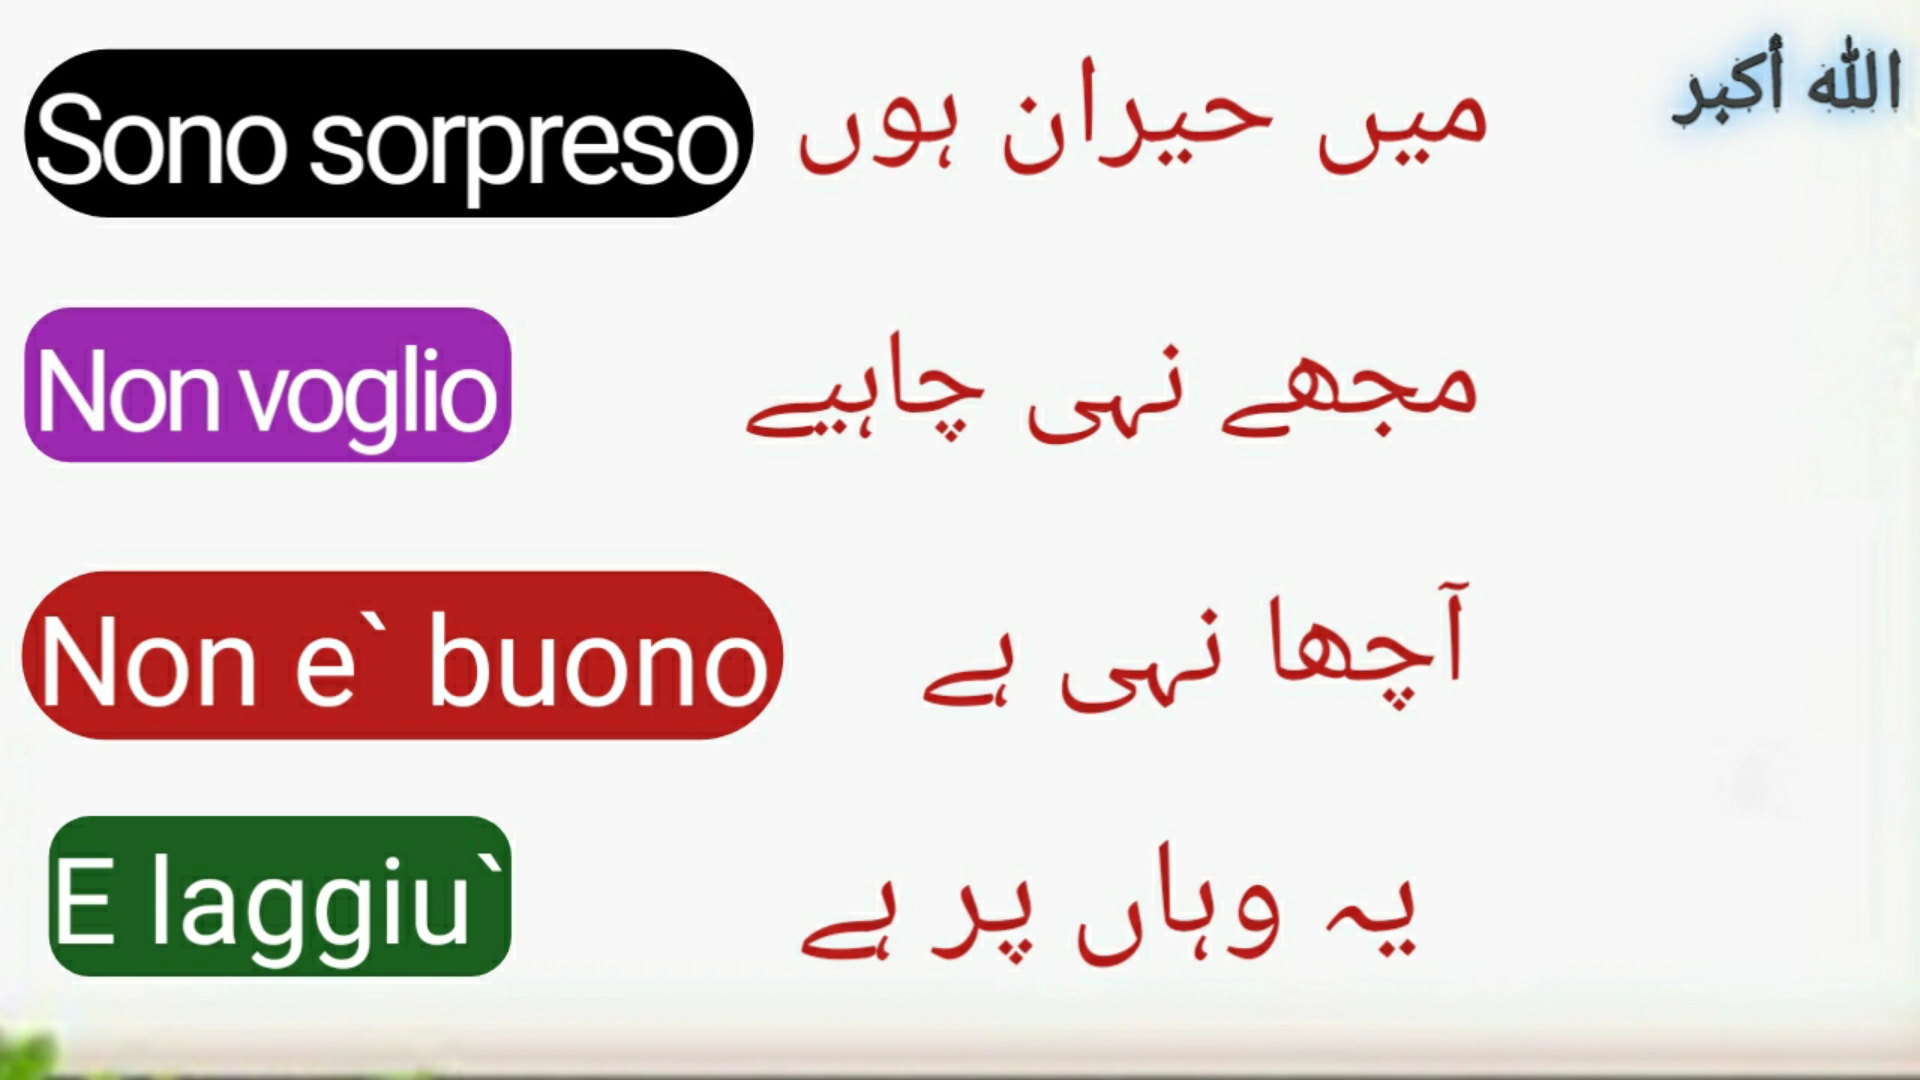 الله أكبر
Sono sorpreso میں حیران ہوں
Non voglio مجھے نہی چاہیے
Non e` buono آچھا نہی ہے
E laggiu` یہ وہاں پر ہے